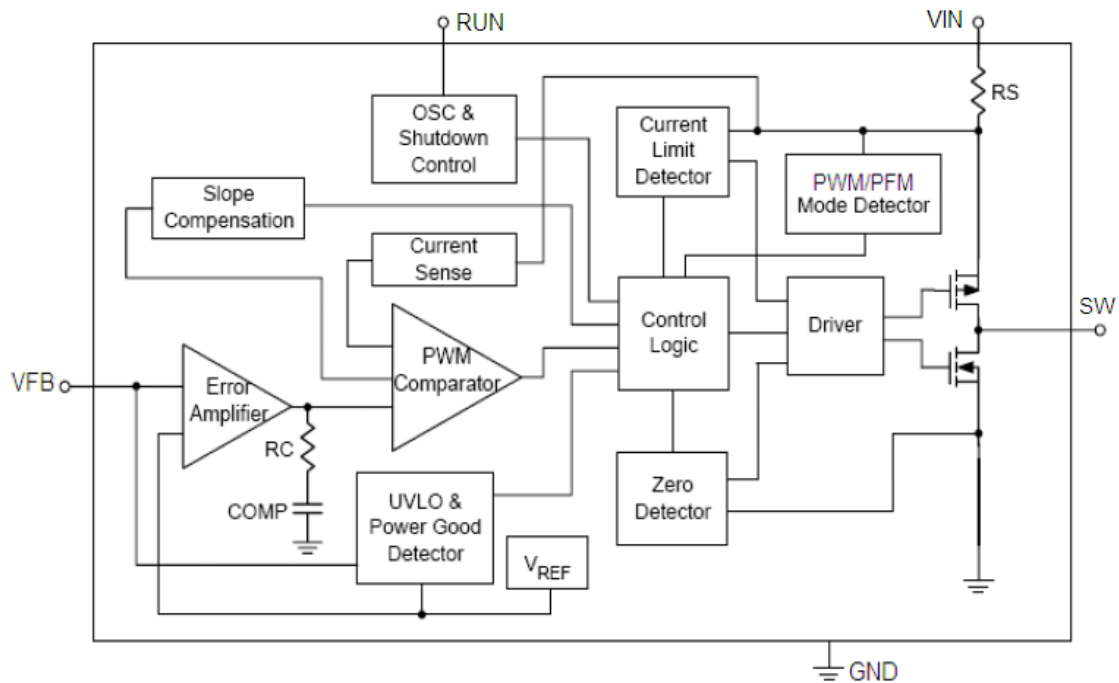 RUN
VIN
RS
OSC &
Shutdown
Control
Current
Limit
Detector
PWM/PFM
Mode Detector
Slope
Compensation
Current
Sense
SW
Control
Logic
Driver
PWM
Comparator
VFB
Error
Amplifier
RC
COMP
UVLO &
Power Good
Detector
Zero
Detector
VREF
GND